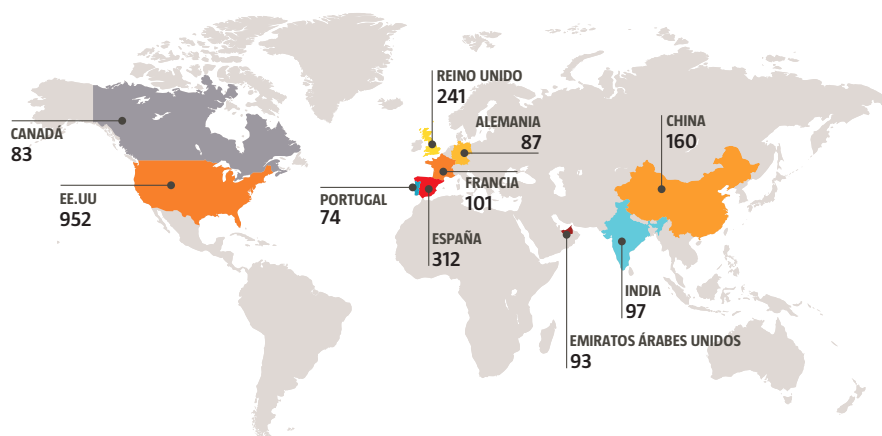 REINO UNIDO
241
CANADÁ
83
ALEMANIA
87
CHINA
160
EE.UU
952
PORTUGAL
74
FRANCIA
101
ESPAÑA
312
INDIA
97
EMIRATOS ÁRABES UNIDOS
93